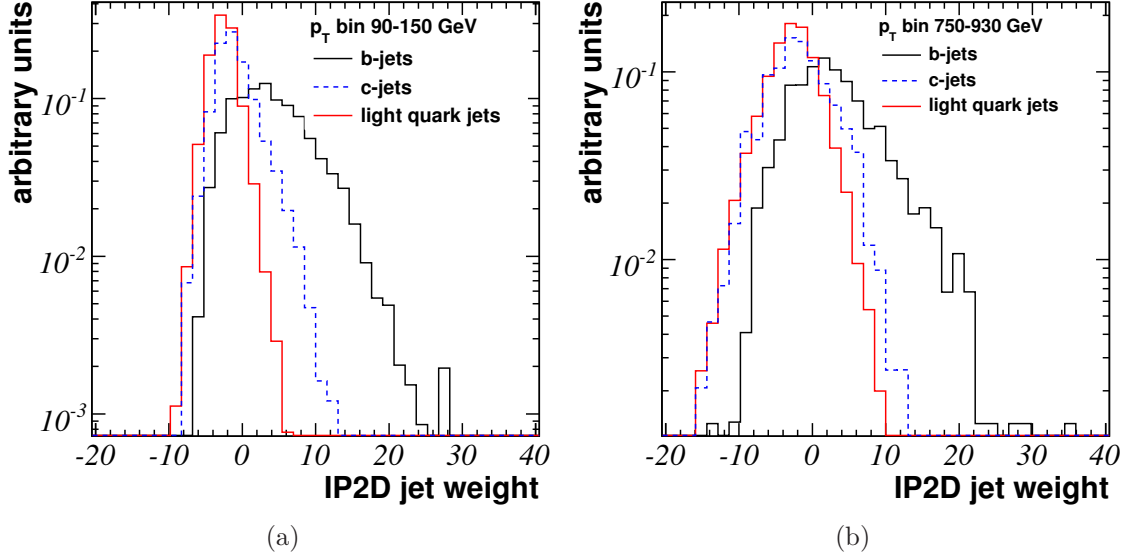 arbitrary units
p_T bin 90-150 GeV
b-jets
c-jets
light quark jets
10^-1
10^-2
10^-3
-20 -10 0 10 20 30 40
IP2D jet weight
(a)
arbitrary units
p_T bin 750-930 GeV
b-jets
c-jets
light quark jets
10^-1
10^-2
-20 -10 0 10 20 30 40
IP2D jet weight
(b)